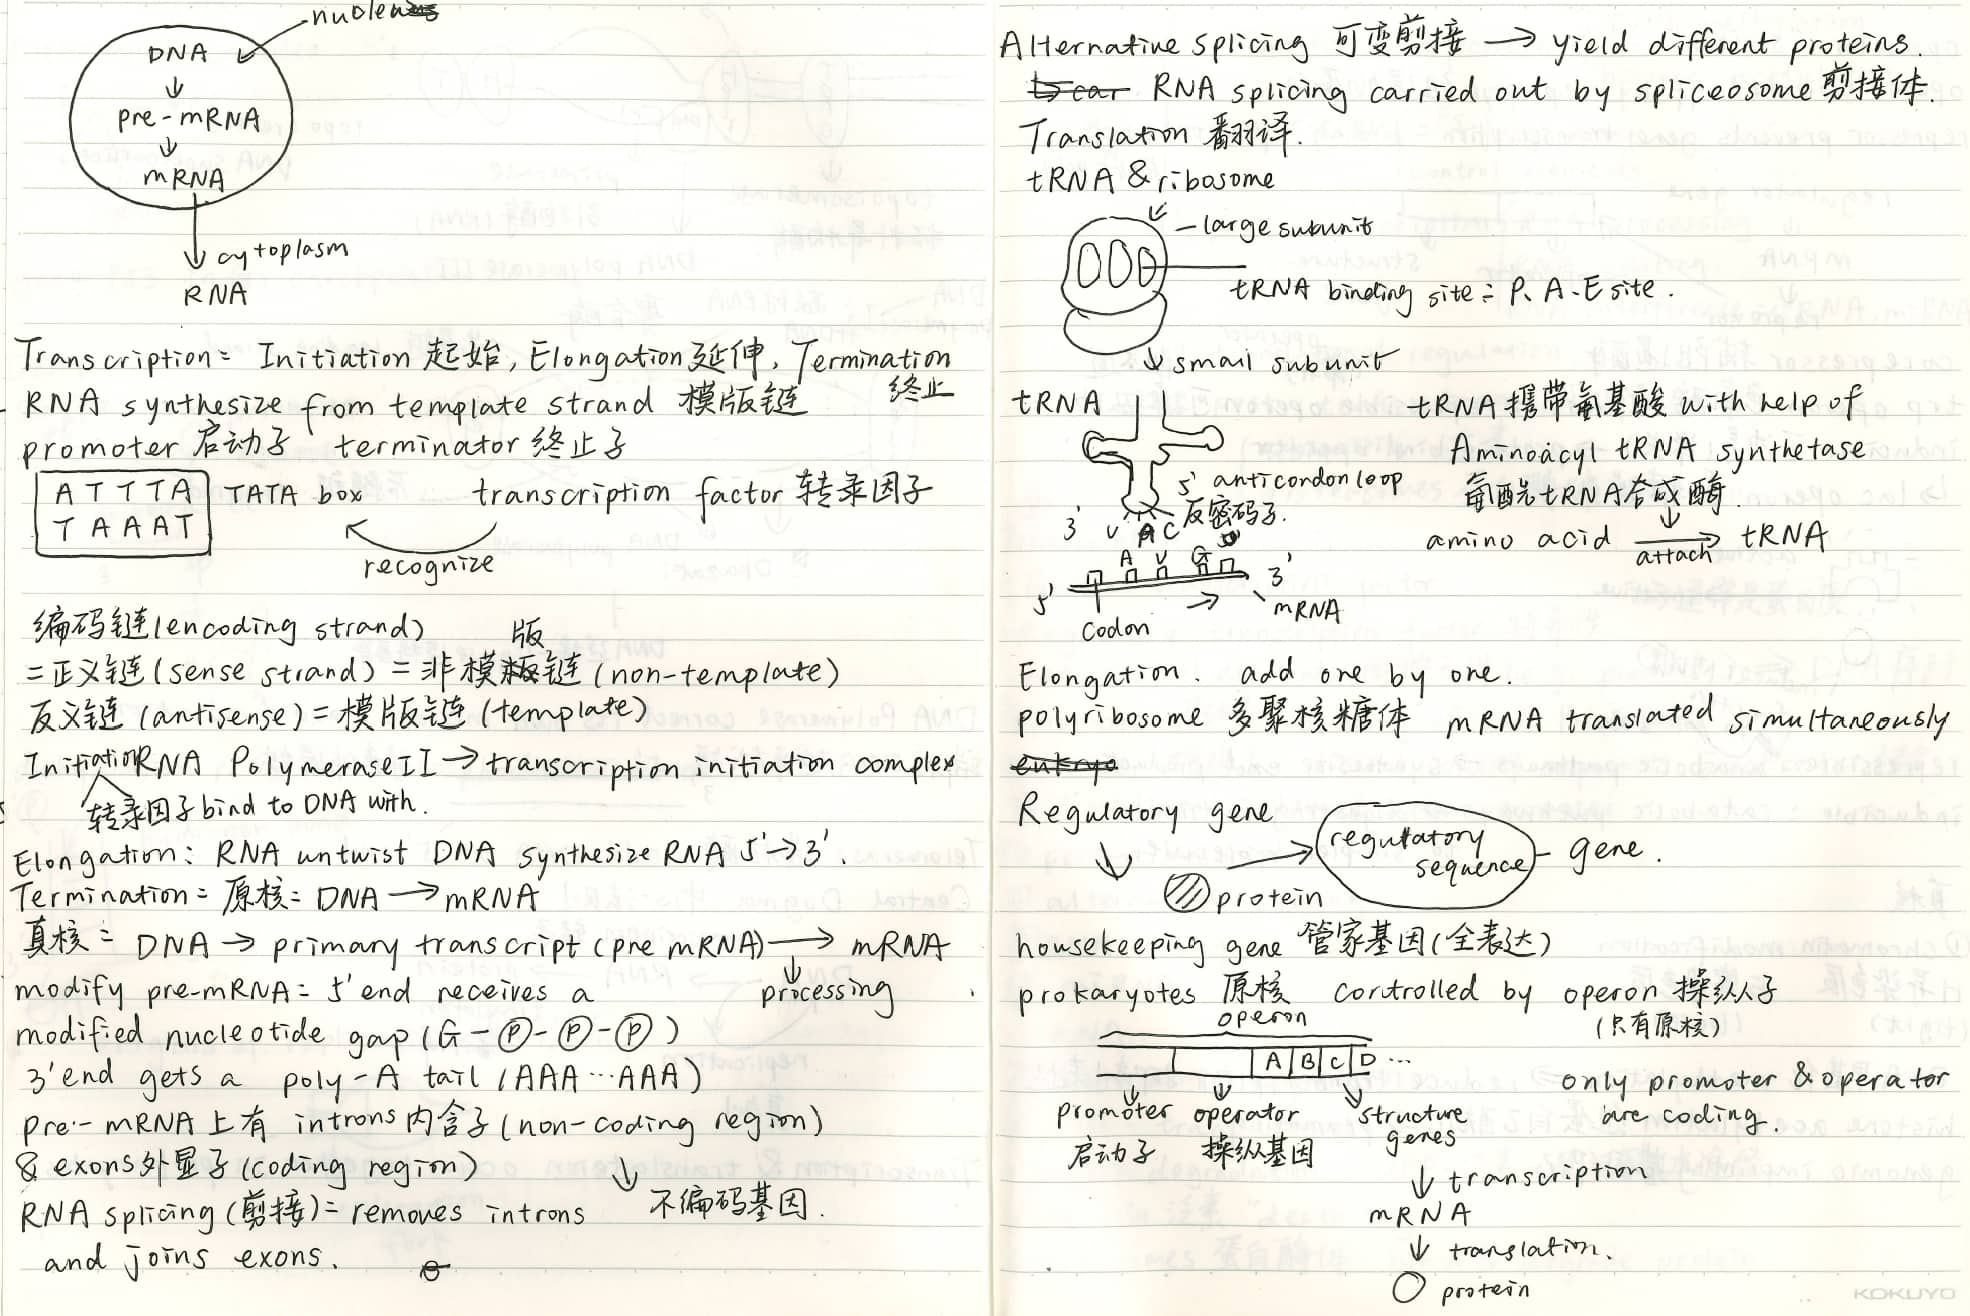 nucleus
DNA
↓
pre-mRNA
↓
mRNA
↓ cytoplasm
RNA
Transcription: Initiation 起始, Elongation 延伸, Termination 终止
RNA synthesize from template strand 模版链
promoter 启动子 terminator 终止子
ATTTA TATA box transcription factor 转录因子
TAAAT
recognize
编码链(encoding strand)
=正义链(sense strand)=非模版链(non-template)
反义链(antisense)=模版链(template)
Initiation RNA Polymerase II → transcription initiation complex
转录因子 bind to DNA with.
Elongation: RNA untwist DNA synthesize RNA 5'→3'.
Termination: 原核: DNA → mRNA
真核: DNA → primary transcript (pre mRNA) → mRNA
processing
modify pre-mRNA: 5'end receives a
modified nucleotide gap (G-P-P-P)
3'end gets a poly-A tail (AAA…AAA)
pre-mRNA上有 introns 内含子 (non-coding region)
& exons 外显子 (coding region)
↓ 不编码基因.
RNA splicing (剪接): removes introns
and joins exons.
Alternative splicing 可变剪接 → yield different proteins.
RNA splicing carried out by spliceosome 剪接体.
Translation 翻译.
tRNA & ribosome
large subunit
tRNA binding site: P、A、E site.
small subunit
tRNA
5' anticondon loop
反密码子.
3' U A C
A U G
5' 3'
mRNA
codon
tRNA携带氨基酸 with help of
Aminoacyl tRNA synthetase
氨酰tRNA合成酶
amino acid → tRNA
attach
Elongation. add one by one.
polyribosome 多聚核糖体 mRNA translated simultaneously
Regulatory gene
↓ protein → regulatory sequence - gene.
housekeeping gene 管家基因(全表达)
prokaryotes 原核 controlled by operon 操纵子
(只有原核)
operon
A B C D …
promoter operator structure genes
启动子 操纵基因
only promoter & operator
are coding.
↓ transcription
mRNA
↓ translation.
protein
KOKUYO